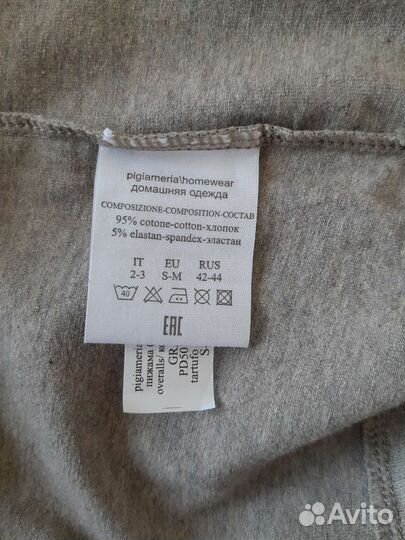 pigiameria\homewear
домашняя одежда
COMPOSIZIONE-COMPOSITION-СОСТАВ
95% cotone-cotton-хлопок
5% elastan-spandex-эластан
IT EU RUS
2-3 S-M 42-44
40
EAC
pigiameria
пижама
overalls/
GR
PD50
tartufo
S-
Avito